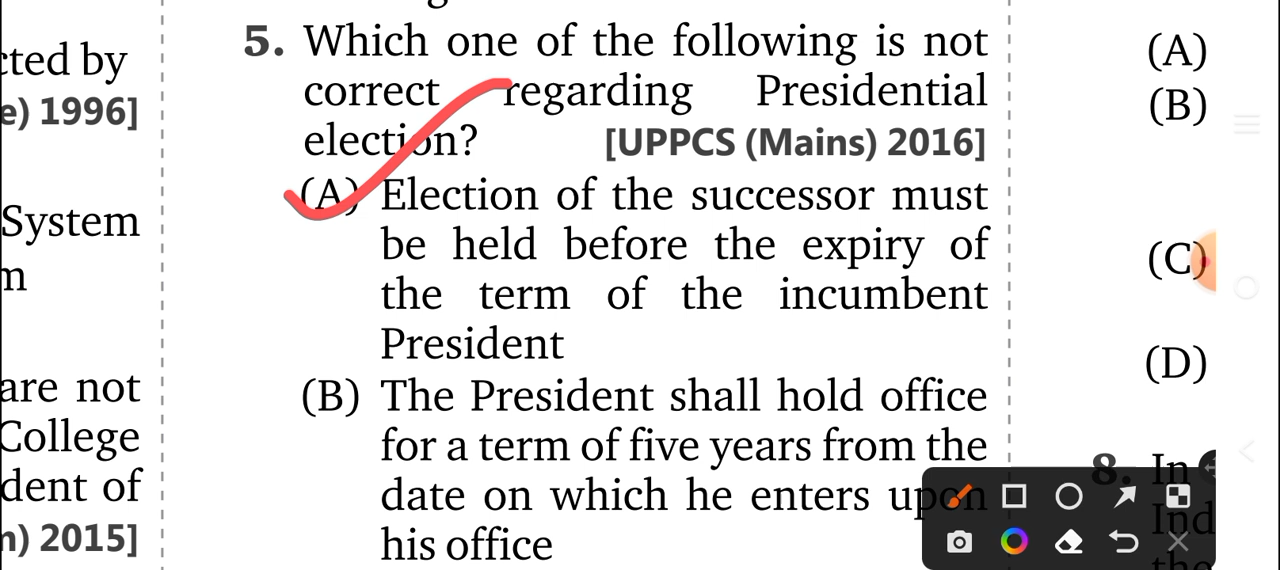 cted by
e) 1996]
System
m
are not
College
dent of
n) 2015]
5. Which one of the following is not
correct regarding Presidential
election? [UPPCS (Mains) 2016]
(A) Election of the successor must
be held before the expiry of
the term of the incumbent
President
(B) The President shall hold office
for a term of five years from the
date on which he enters upon
his office
(A)
(B)
(C)
(D)
8. In
Ind
the